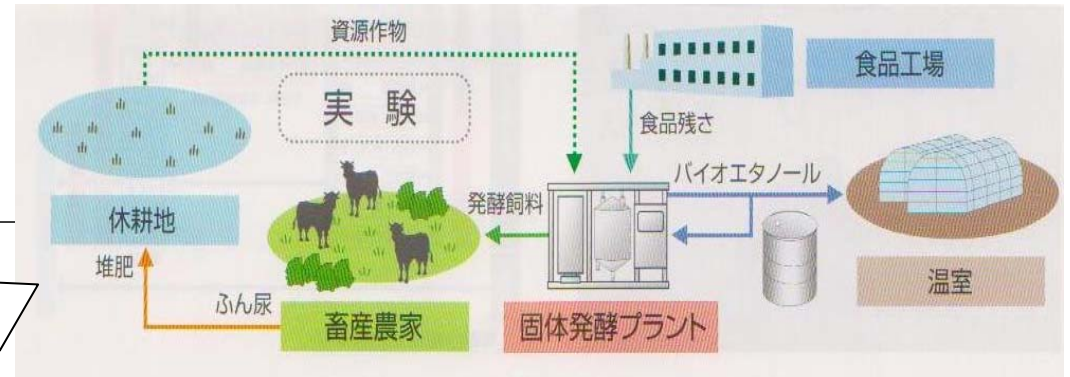 資源作物
実験
食品工場
食品残さ
バイオエタノール
休耕地
発酵飼料
堆肥
ふん尿
畜産農家
固体発酵プラント
温室